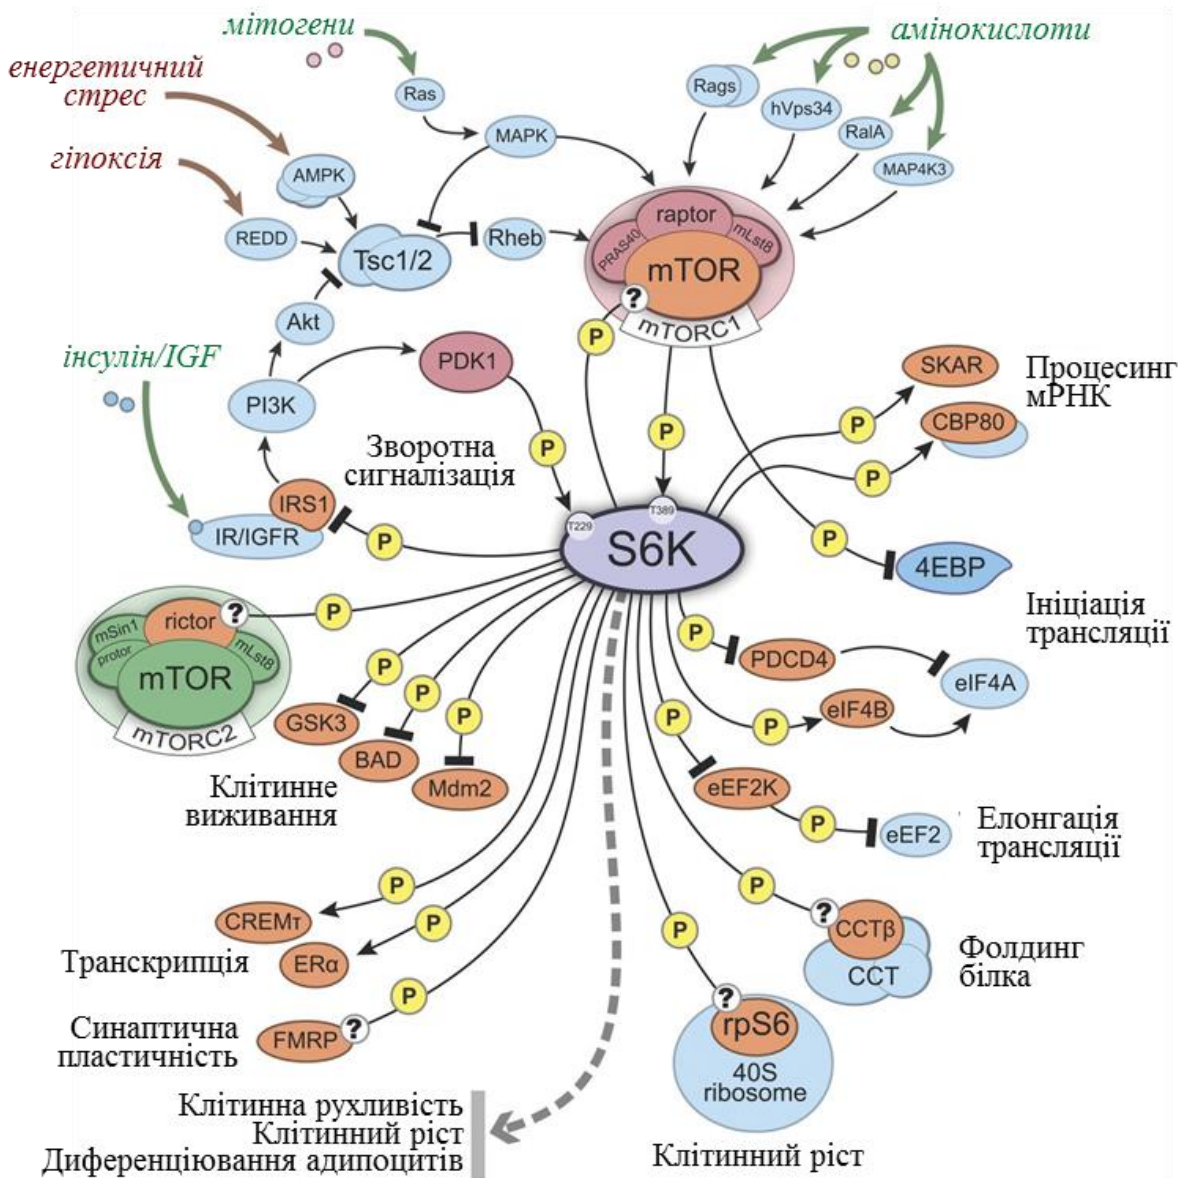 мітогени
амінокислоти
енергетичний
стрес
гіпоксія
Ras
MAPK
Rags
hVps34
RalA
MAP4K3
AMPK
REDD
Tsc1/2
Rheb
raptor
PRAS40
mLst8
mTOR
?
mTORC1
Akt
PDK1
P
інсулін/IGF
PI3K
SKAR
Процесинг
мРНК
P
CBP80
P
P
P
Зворотна
сигналізація
IRS1
IR/IGFR
P
T229
T389
S6K
P
4EBP
Ініціація
трансляції
rictor
?
P
mSin1
protor
mLst8
mTOR
mTORC2
P
PDCD4
eIF4A
P
P
P
GSK3
BAD
Mdm2
P
P
eIF4B
Клітинне
виживання
eEF2K
P
eEF2
Елонгація
трансляції
P
CREMτ
P
ERα
Транскрипція
P
?
CCTβ
CCT
Фолдинг
білка
P
Синаптична
пластичність
FMRP
?
P
?
rpS6
40S
ribosome
Клітинна рухливість
Клітинний ріст
Диференціювання адипоцитів
Клітинний ріст